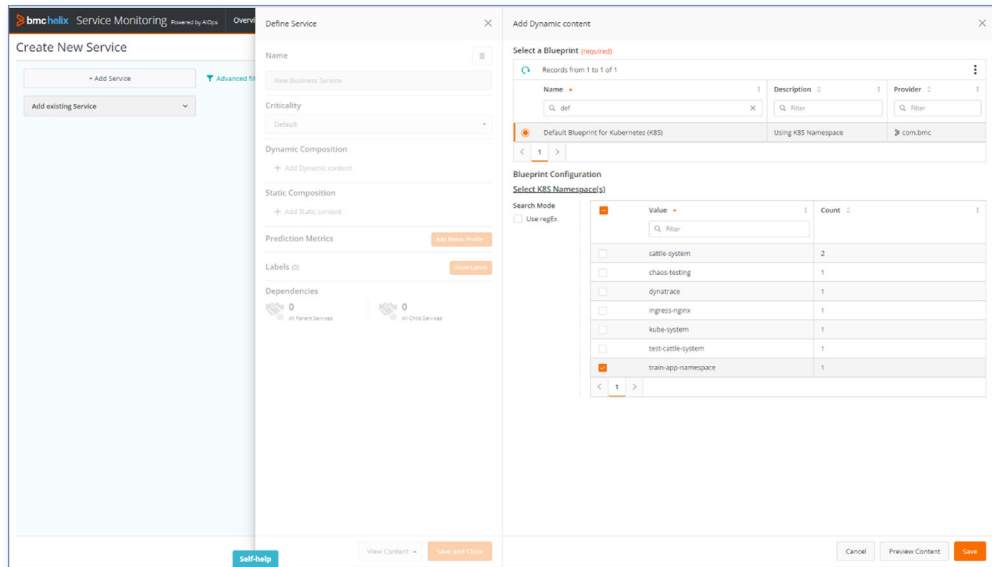 bmchelix Service Monitoring Powered by AIOps Overvi
Create New Service
+ Add Service
Advanced fil
Add existing Service
Define Service
Name
New Business Service
Criticality
Default
Dynamic Composition
+ Add Dynamic content
Static Composition
+ Add Static content
Prediction Metrics
Add Metric Profile
Labels (0)
Show Labels
Dependencies
0
All Parent Services
0
All Child Services
View Content
Save and Close
Self-help
Add Dynamic content
Select a Blueprint (required)
Records from 1 to 1 of 1
Name Description Provider
def Filter Filter
Default Blueprint for Kubernetes (K8S) Using K8S Namespace com.bmc
< 1 >
Blueprint Configuration
Select K8S Namespace(s)
Search Mode
Use regEx
Value Count
Filter
cattle-system 2
chaos-testing 1
dynatrace 1
ingress-nginx 1
kube-system 1
test-cattle-system 1
train-app-namespace 1
< 1 >
Cancel Preview Content Save